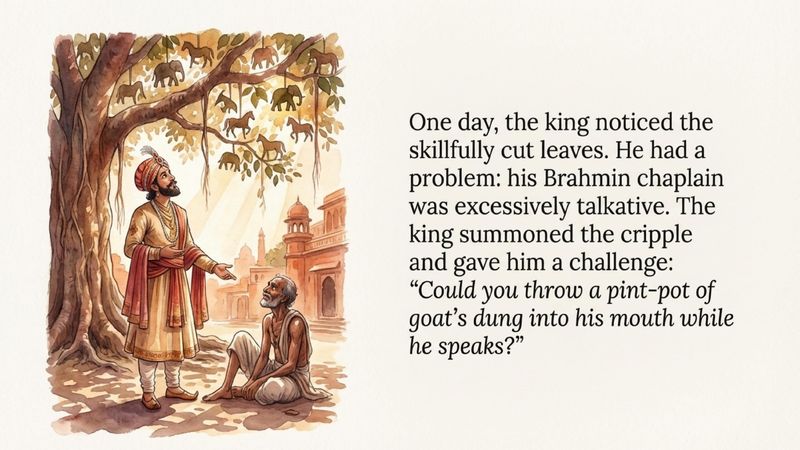 One day, the king noticed the
skillfully cut leaves. He had a
problem: his Brahmin chaplain
was excessively talkative. The
king summoned the cripple
and gave him a challenge:
“Could you throw a pint-pot of
goat’s dung into his mouth while
he speaks?”